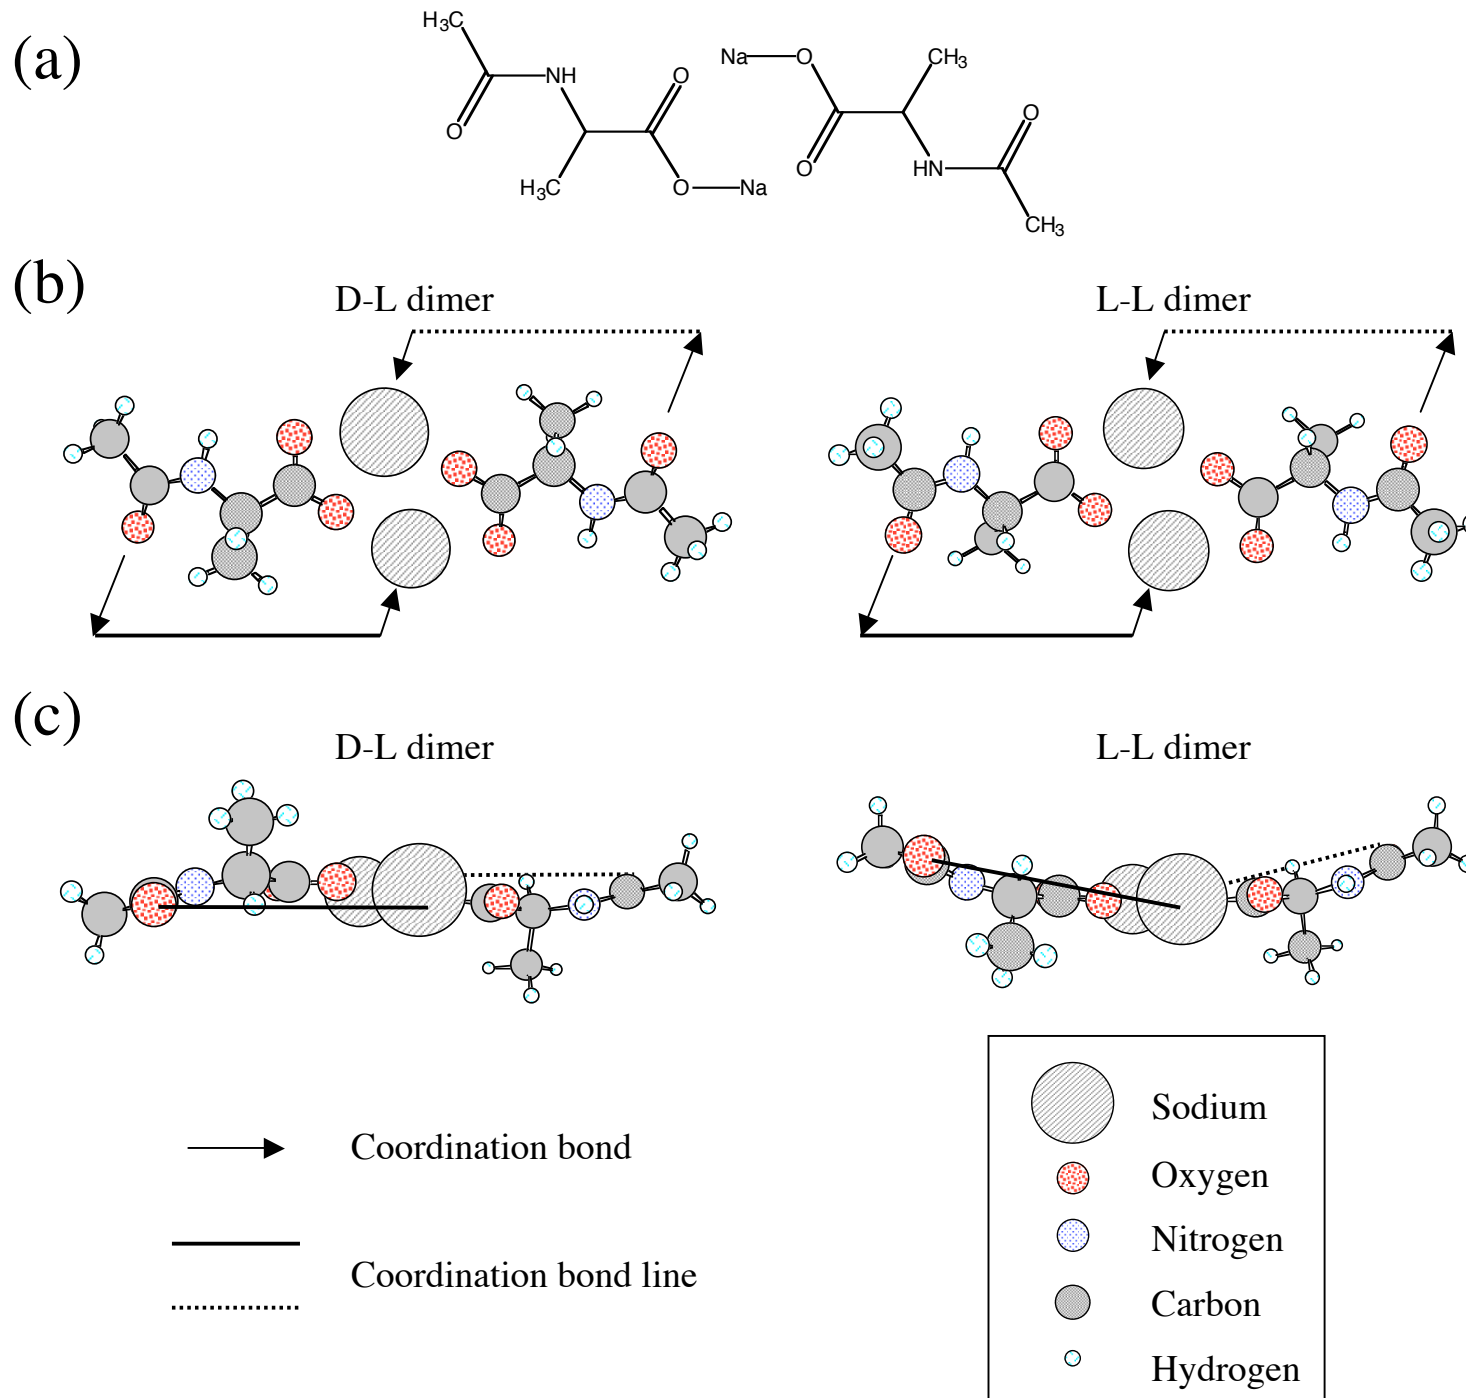 (a)
H3C
NH
O
O
H3C
O
Na
Na
O
CH3
O
O
HN
CH3
(b)
D-L dimer
L-L dimer
(c)
D-L dimer
L-L dimer
Coordination bond
Coordination bond line
Sodium
Oxygen
Nitrogen
Carbon
Hydrogen